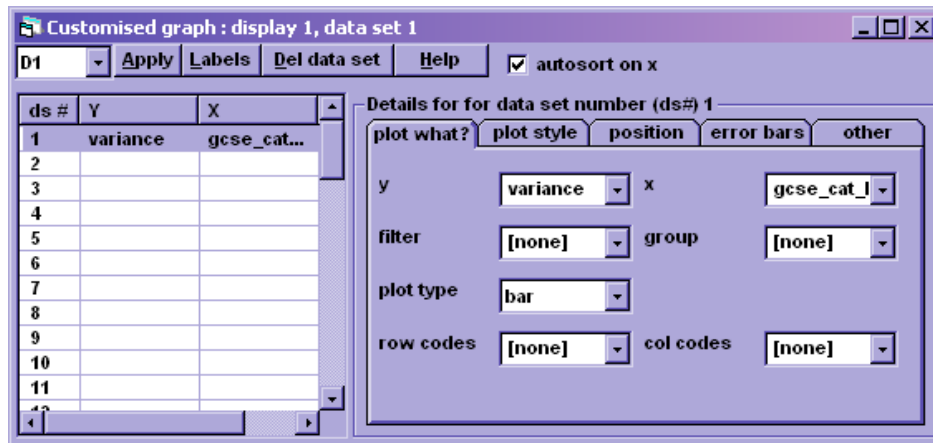 Customised graph : display 1, data set 1
D1 Apply Labels Del data set Help autosort on x
ds # Y X
1 variance gcse_cat...
2
3
4
5
6
7
8
9
10
11
12
Details for for data set number (ds#) 1
plot what? plot style position error bars other
y variance x gcse_cat_l
filter [none] group [none]
plot type bar
row codes [none] col codes [none]